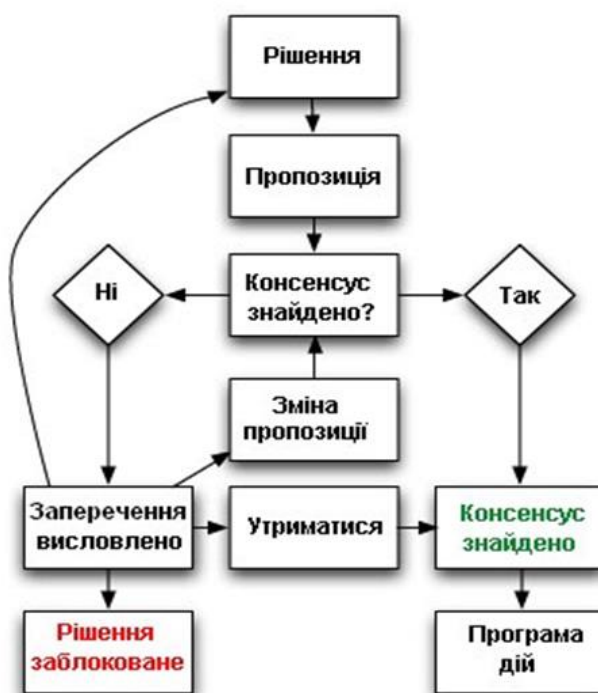 Рішення
Пропозиція
Консенсус
знайдено?
Ні
Так
Зміна
пропозиції
Заперечення
висловлено
Утриматися
Консенсус
знайдено
Рішення
заблоковане
Програма
дій